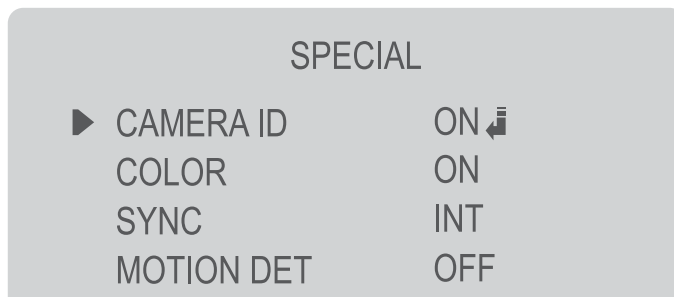 SPECIAL
CAMERA ID ON
COLOR ON
SYNC INT
MOTION DET OFF